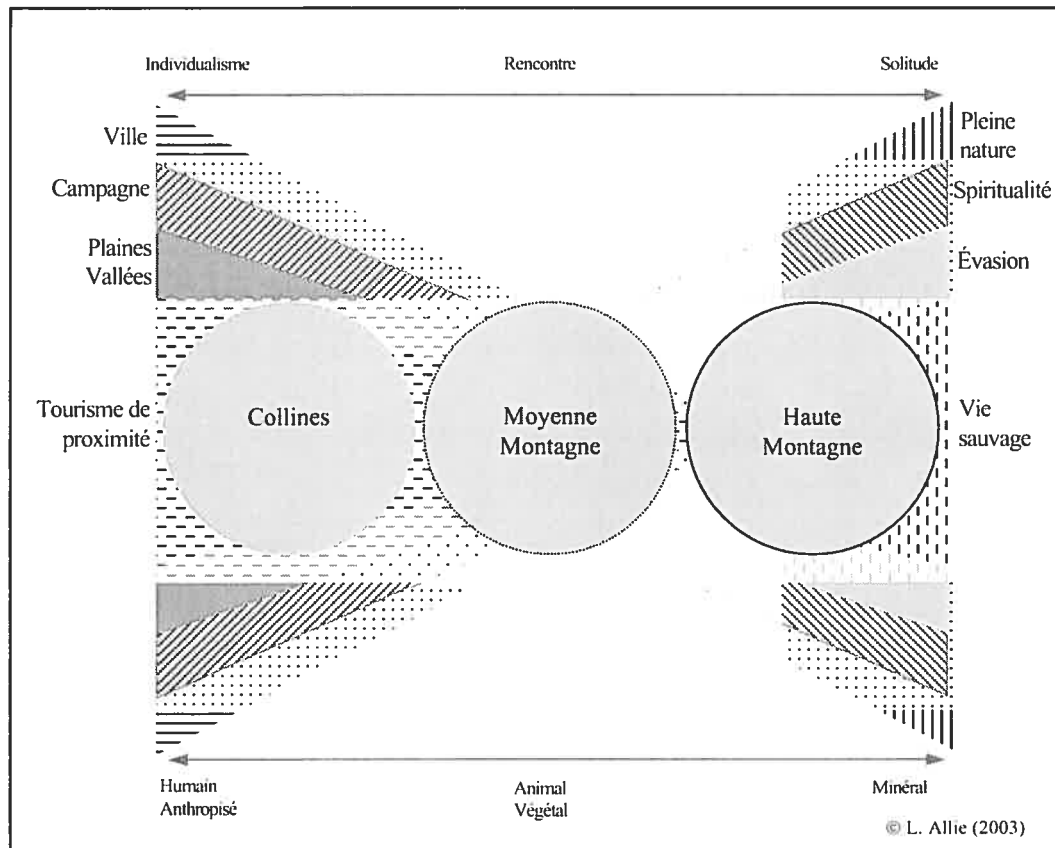 Individualisme
Rencontre
Solitude
Ville
Campagne
Plaines
Vallées
Tourisme de
proximité
Collines
Moyenne
Montagne
Haute
Montagne
Pleine
nature
Spiritualité
Évasion
Vie
sauvage
Humain
Anthropisé
Animal
Végétal
Minéral
© L. Allie (2003)